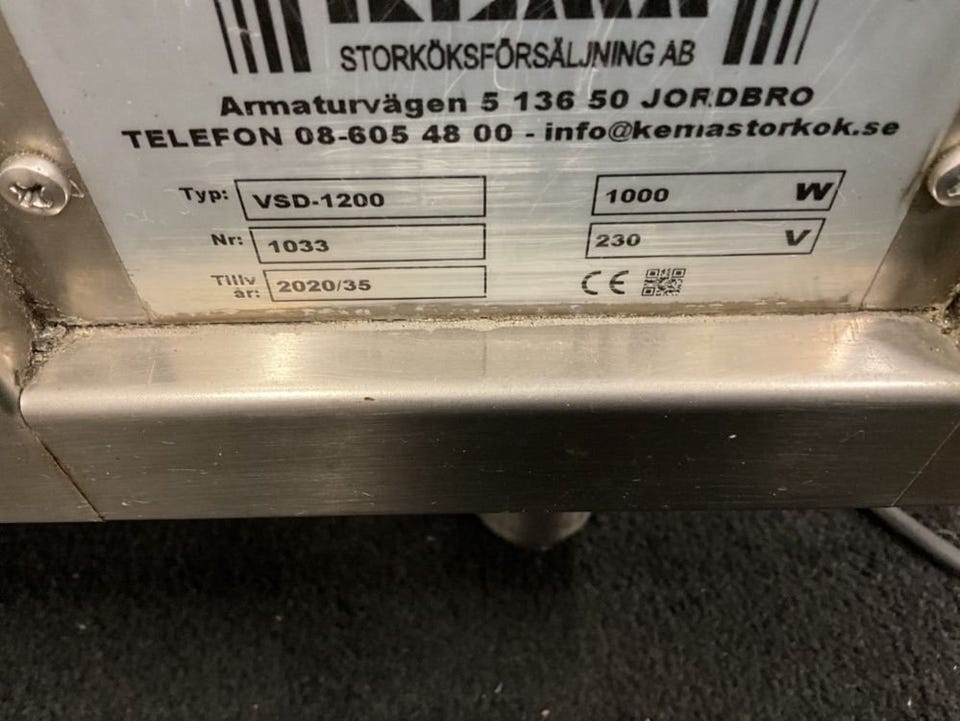 STORKÖKSFÖRSÄLJNING AB
Armaturvägen 5 136 50 JORDBRO
TELEFON 08-605 48 00 - info@kemastorkok.se
Typ: VSD-1200 1000 W
Nr: 1033 230 V
Tillv
år: 2020/35 CE